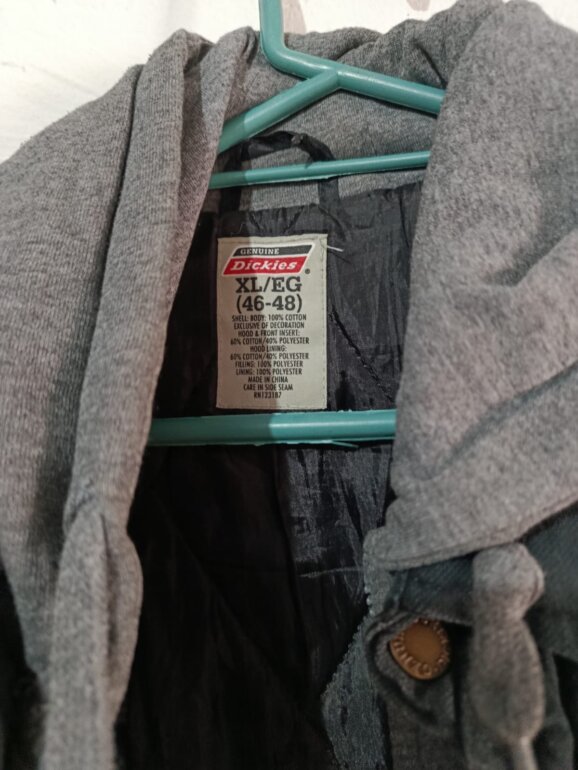 GENUINE
Dickies®
XL/EG
(46-48)
SHELL: BODY: 100% COTTON
EXCLUSIVE OF DECORATION
HOOD & FRONT INSERT:
60% COTTON/40% POLYESTER
HOOD LINING:
60% COTTON/40% POLYESTER
FILLING: 100% POLYESTER
LINING: 100% POLYESTER
MADE IN CHINA
CARE IN SIDE SEAM
RN123187